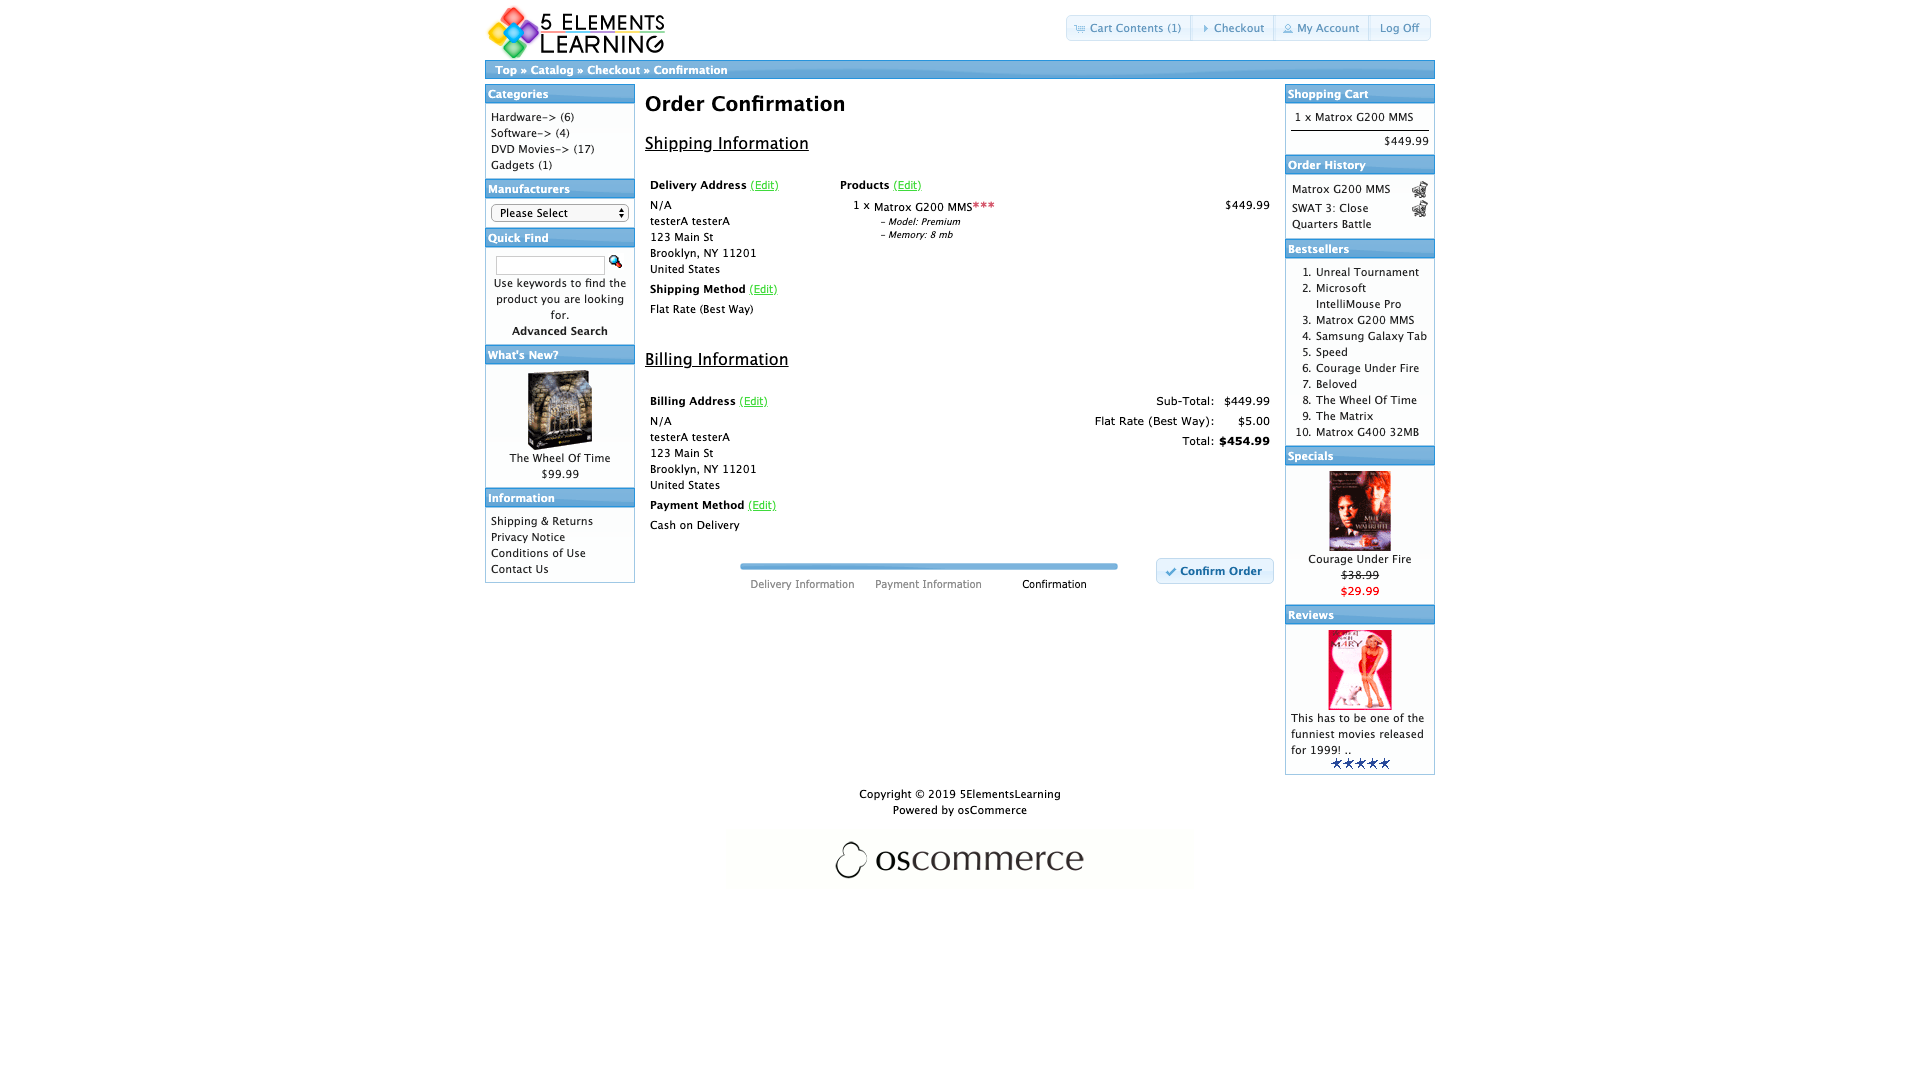 5 ELEMENTS
LEARNING
Cart Contents (1)
Checkout
My Account
Log Off
Top » Catalog » Checkout » Confirmation
Categories
Hardware-> (6)
Software-> (4)
DVD Movies-> (17)
Gadgets (1)
Manufacturers
Please Select
Quick Find
Use keywords to find the
product you are looking
for.
Advanced Search
What's New?
The Wheel Of Time
$99.99
Information
Shipping & Returns
Privacy Notice
Conditions of Use
Contact Us
Order Confirmation
Shipping Information
Delivery Address (Edit)
N/A
testerA testerA
123 Main St
Brooklyn, NY 11201
United States
Shipping Method (Edit)
Flat Rate (Best Way)
Products (Edit)
1 x Matrox G200 MMS*** $449.99
- Model: Premium
- Memory: 8 mb
Billing Information
Billing Address (Edit)
N/A
testerA testerA
123 Main St
Brooklyn, NY 11201
United States
Payment Method (Edit)
Cash on Delivery
Sub-Total: $449.99
Flat Rate (Best Way): $5.00
Total: $454.99
Delivery Information
Payment Information
Confirmation
Confirm Order
Shopping Cart
1 x Matrox G200 MMS
$449.99
Order History
Matrox G200 MMS
SWAT 3: Close
Quarters Battle
Bestsellers
1. Unreal Tournament
2. Microsoft
IntelliMouse Pro
3. Matrox G200 MMS
4. Samsung Galaxy Tab
5. Speed
6. Courage Under Fire
7. Beloved
8. The Wheel Of Time
9. The Matrix
10. Matrox G400 32MB
Specials
Courage Under Fire
$38.99
$29.99
Reviews
MARY
This has to be one of the
funniest movies released
for 1999! ..
Copyright © 2019 5ElementsLearning
Powered by osCommerce
oscommerce